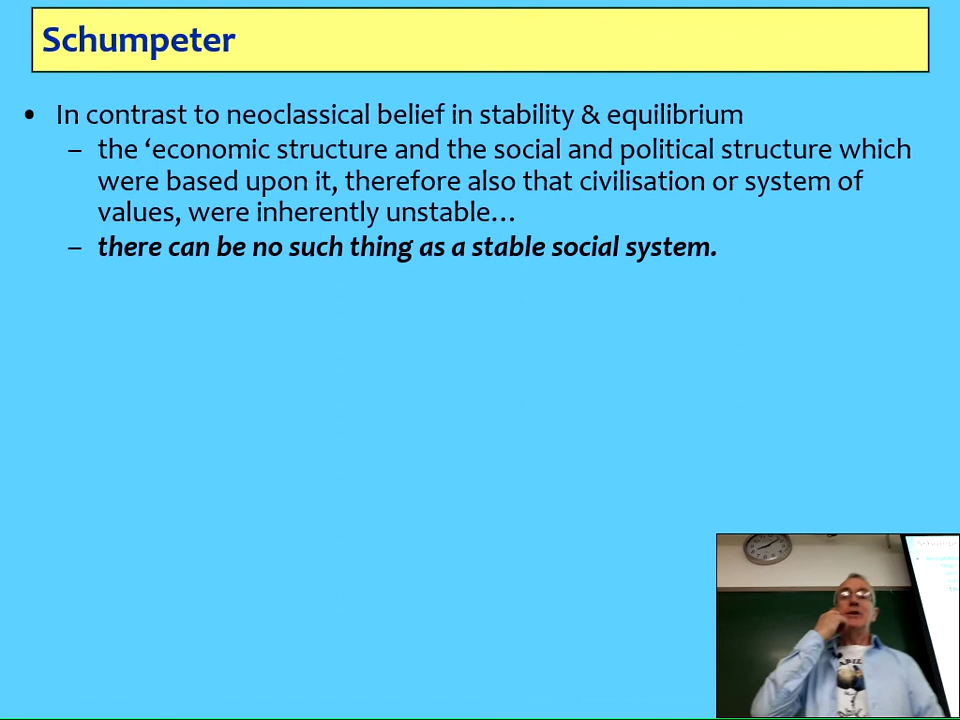 Schumpeter
• In contrast to neoclassical belief in stability & equilibrium
– the ‘economic structure and the social and political structure which
were based upon it, therefore also that civilisation or system of
values, were inherently unstable…
– there can be no such thing as a stable social system.